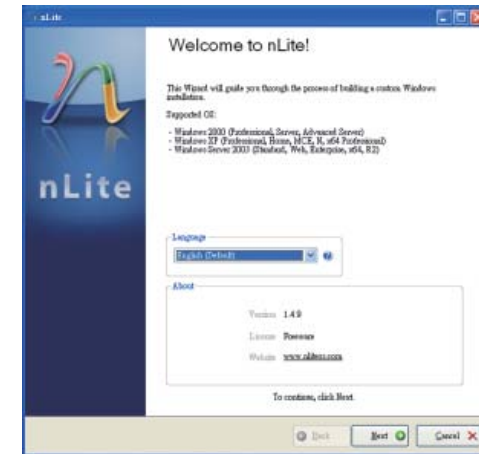 nLite
Welcome to nLite!
This Wizard will guide you through the process of building a custom Windows
installation.
Supported OS:
- Windows 2000 (Professional, Server, Advanced Server)
- Windows XP (Professional, Home, MCE, N, x64 Professional)
- Windows Server 2003 (Standard, Web, Enterprise, x64, R2)
nLite
Language
English (Default)
About
Version 1.4.9
License Freeware
Website www.nliteos.com
To continue, click Next
Back Next Cancel